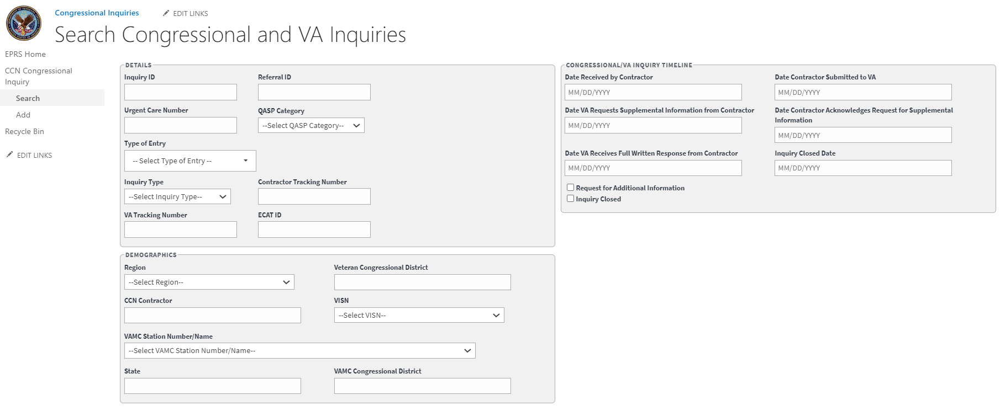 Congressional Inquiries
EDIT LINKS
Search Congressional and VA Inquiries
EPRS Home
CCN Congressional
Inquiry
Search
Add
Recycle Bin
EDIT LINKS
DETAILS
Inquiry ID
Referral ID
Urgent Care Number
QASP Category
--Select QASP Category--
Type of Entry
-- Select Type of Entry --
Inquiry Type
Contractor Tracking Number
--Select Inquiry Type--
VA Tracking Number
ECAT ID
DEMOGRAPHICS
Region
Veteran Congressional District
--Select Region--
CCN Contractor
VISN
--Select VISN--
VAMC Station Number/Name
--Select VAMC Station Number/Name--
State
VAMC Congressional District
CONGRESSIONAL/VA INQUIRY TIMELINE
Date Received by Contractor
Date Contractor Submitted to VA
MM/DD/YYYY
MM/DD/YYYY
Date VA Requests Supplemental Information from Contractor
Date Contractor Acknowledges Request for Supplemental
Information
MM/DD/YYYY
MM/DD/YYYY
Date VA Receives Full Written Response from Contractor
Inquiry Closed Date
MM/DD/YYYY
MM/DD/YYYY
Request for Additional Information
Inquiry Closed